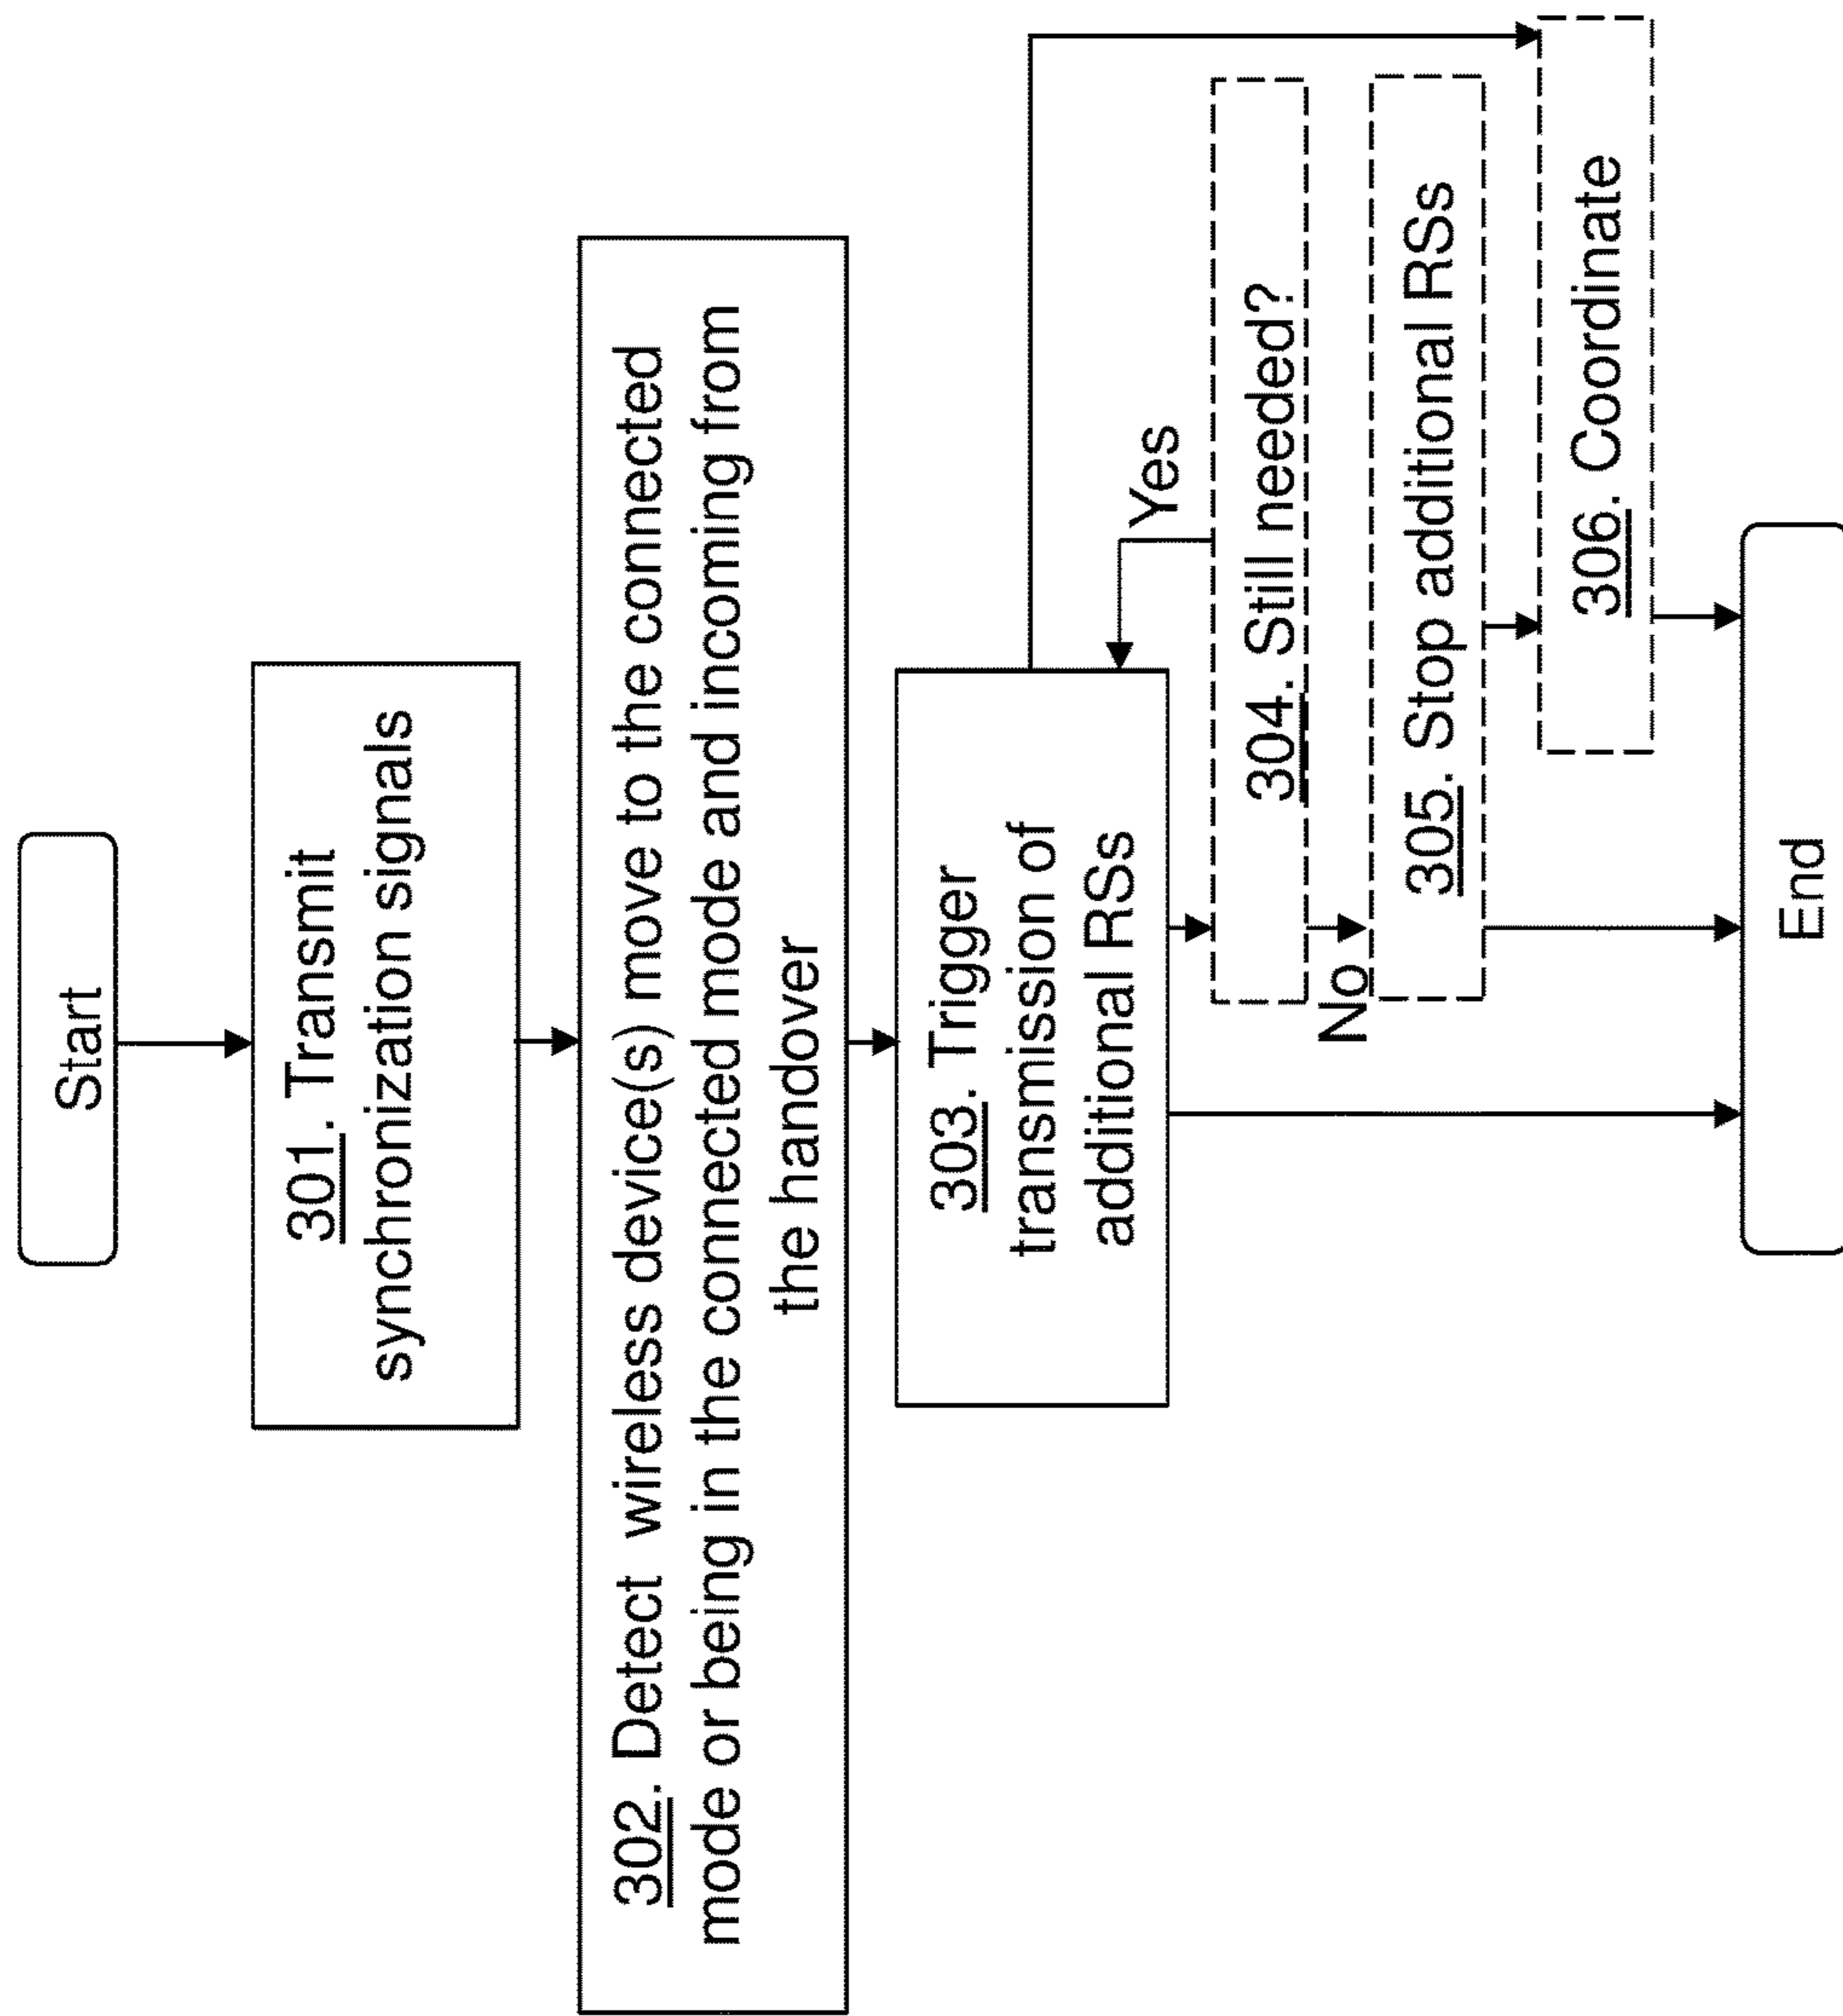 Start
301. Transmit
synchronization signals
302. Detect wireless device(s) move to the connected
mode or being in the connected mode and incoming from
the handover
303. Trigger
transmission of
additional RSs
Yes
304. Still needed?
No
305. Stop additional RSs
306. Coordinate
End